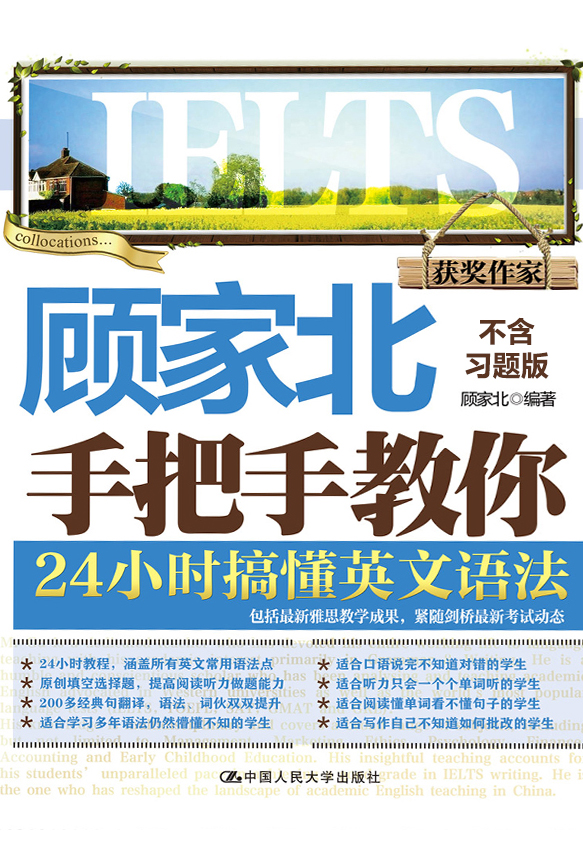 IELTS
collocations...
获奖作家
顾家北
不含
习题版
顾家北◎编著
手把手教你
24小时搞懂英文语法
包括最新雅思教学成果，紧随剑桥最新考试动态
★ 24小时教程，涵盖所有英文常用语法点
★ 原创填空选择题，提高阅读听力做题能力
★ 200多经典句翻译，语法、词伙双双提升
★ 适合学习多年语法仍然懵懂不知的学生
★ 适合口语说完不知道对错的学生
★ 适合听力只会一个个单词听的学生
★ 适合阅读懂单词看不懂句子的学生
★ 适合写作自己不知道如何批改的学生
Accounting and Early Childhood Education. His insightful teaching accounts for
his students' unparalleled
grade in IELTS writing. He i
the one who has reshaped the landscape of academic English teaching in China.
中国人民大学出版社